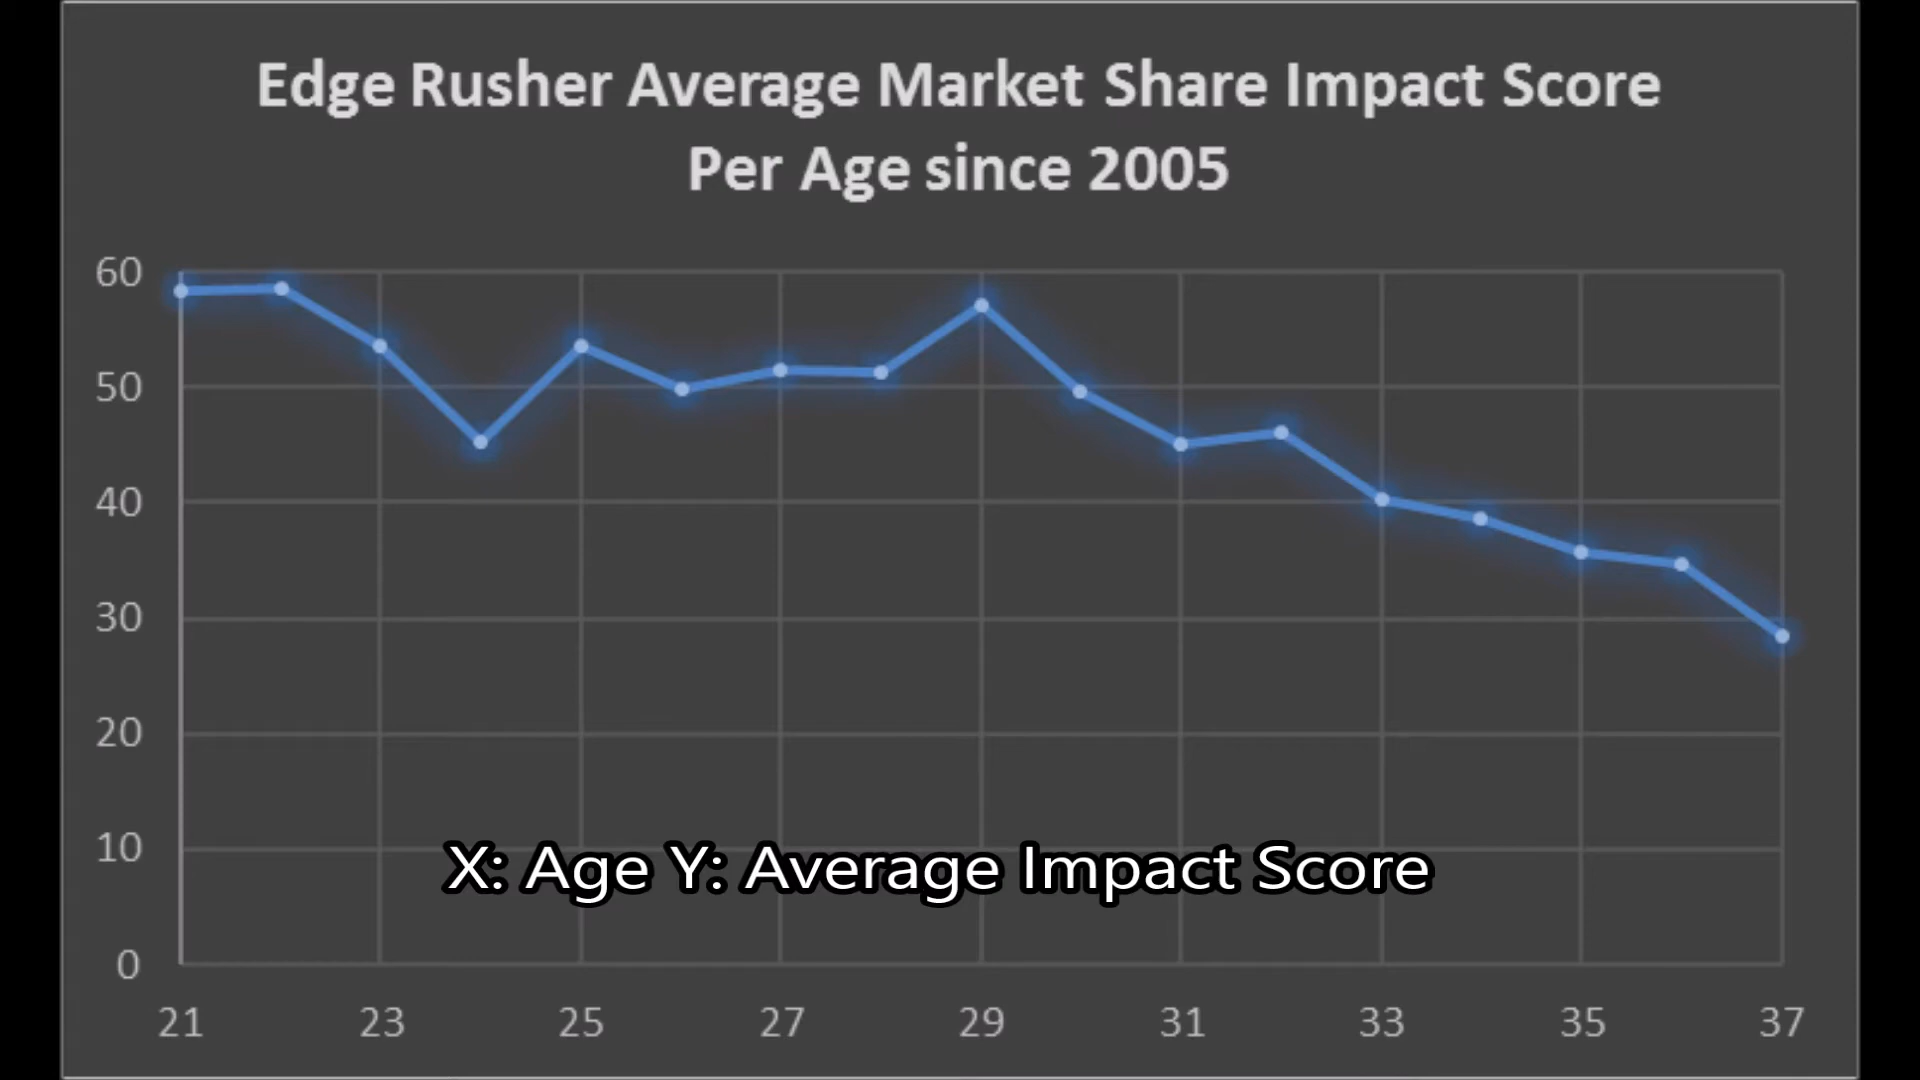 Edge Rusher Average Market Share Impact Score
Per Age since 2005
60
50
40
30
20
10
0
X: Age Y: Average Impact Score
21 23 25 27 29 31 33 35 37